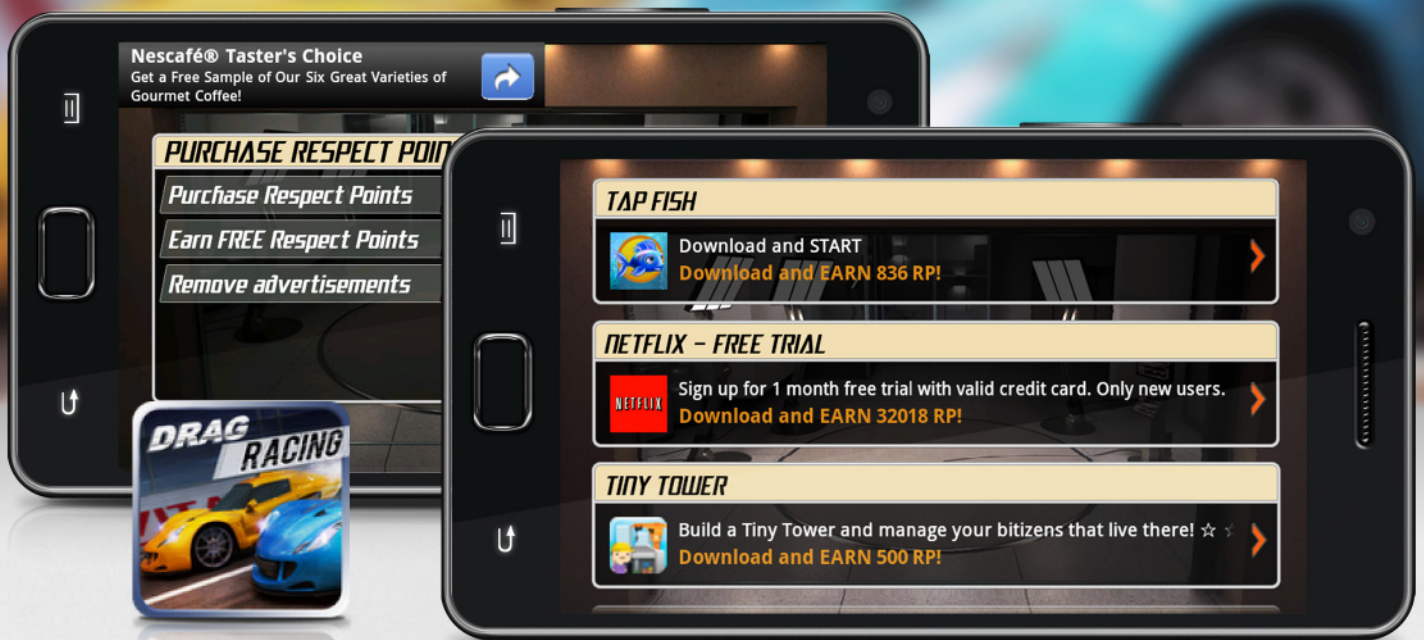 Nescafé® Taster's Choice
Get a Free Sample of Our Six Great Varieties of
Gourmet Coffee!
PURCHASE RESPECT POIN
Purchase Respect Points
Earn FREE Respect Points
Remove advertisements
DRAG
RACING
TAP FISH
Download and START
Download and EARN 836 RP!
NETFLIX - FREE TRIAL
NETFLIX
Sign up for 1 month free trial with valid credit card. Only new users.
Download and EARN 32018 RP!
TINY TOWER
Build a Tiny Tower and manage your bitizens that live there! ☆ ☆
Download and EARN 500 RP!